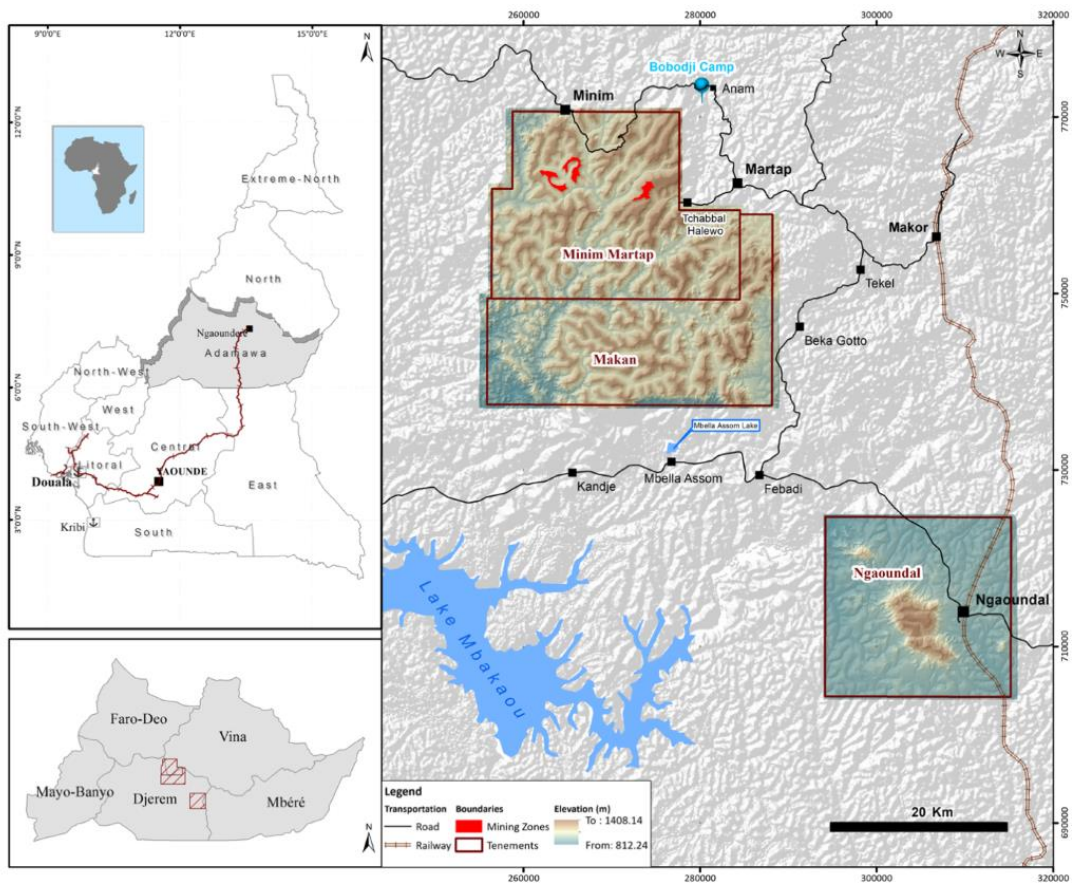 9°0'0"E
12°0'0"E
15°0'0"E
N
12°0'0"N
9°0'0"N
6°0'0"N
3°0'0"N
Extreme-North
North
Ngaoundere
Adamawa
North-West
West
South-West
Central
Litoral
YAOUNDE
Douala
East
Kribi
South
Faro-Deo
Vina
Mayo-Banyo
Djerem
Mbéré
N
260000
280000
300000
320000
N
W
E
S
Bobodji Camp
Anam
Minim
770000
Martap
Tchabbal
Halewo
Makor
Minim Martap
Tekel
750000
Beka Gotto
Makan
Mbella Assom Lake
730000
Kandje
Mbella Assom
Febadi
Ngaoundal
Ngaoundal
Lake Mbakaou
710000
Legend
Transportation
Road
Railway
Boundaries
Mining Zones
Tenements
Elevation (m)
To : 1408.14
From: 812.24
20 Km
690000
260000
280000
300000
320000